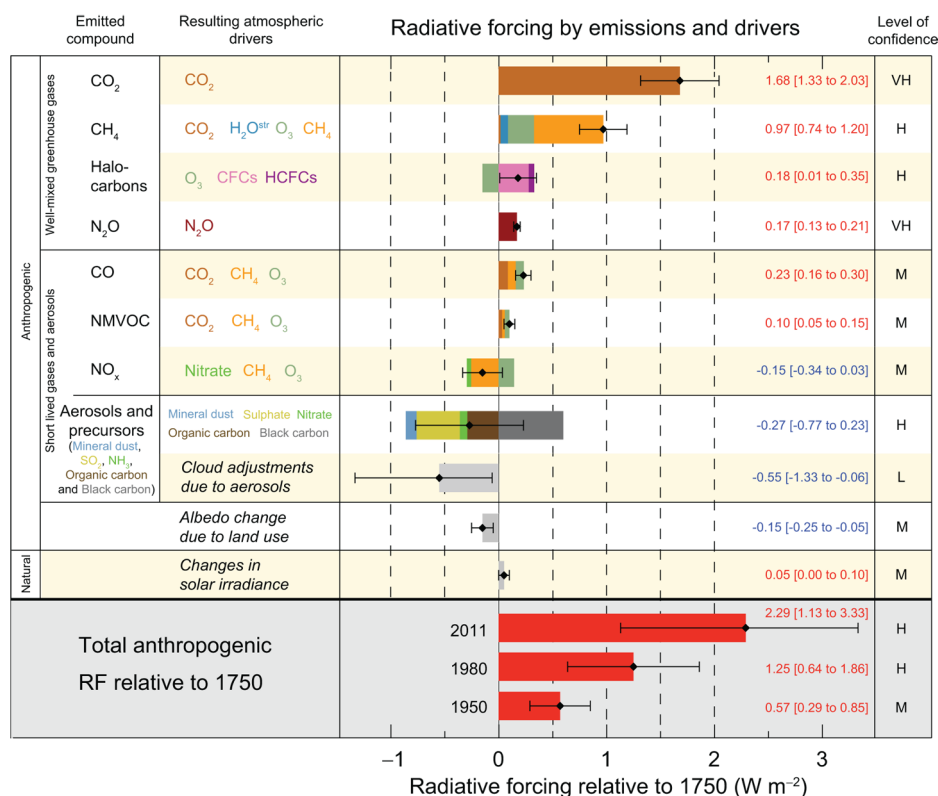 Emitted compound
Resulting atmospheric drivers
Radiative forcing by emissions and drivers
Level of confidence
Anthropogenic
Well-mixed greenhouse gases
CO₂ CO₂ 1.68 [1.33 to 2.03] VH
CH₄ CO₂ H₂Oˢᵗʳ O₃ CH₄ 0.97 [0.74 to 1.20] H
Halo-
carbons O₃ CFCs HCFCs 0.18 [0.01 to 0.35] H
N₂O N₂O 0.17 [0.13 to 0.21] VH
Short lived gases and aerosols
CO CO₂ CH₄ O₃ 0.23 [0.16 to 0.30] M
NMVOC CO₂ CH₄ O₃ 0.10 [0.05 to 0.15] M
NOₓ Nitrate CH₄ O₃ -0.15 [-0.34 to 0.03] M
Aerosols and
precursors
(Mineral dust,
SO₂, NH₃,
Organic carbon
and Black carbon)
Mineral dust Sulphate Nitrate
Organic carbon Black carbon
-0.27 [-0.77 to 0.23] H
Cloud adjustments
due to aerosols
-0.55 [-1.33 to -0.06] L
Albedo change
due to land use
-0.15 [-0.25 to -0.05] M
Natural
Changes in
solar irradiance
0.05 [0.00 to 0.10] M
Total anthropogenic
RF relative to 1750
2011 2.29 [1.13 to 3.33] H
1980 1.25 [0.64 to 1.86] H
1950 0.57 [0.29 to 0.85] M
−1 0 1 2 3
Radiative forcing relative to 1750 (W m⁻²)